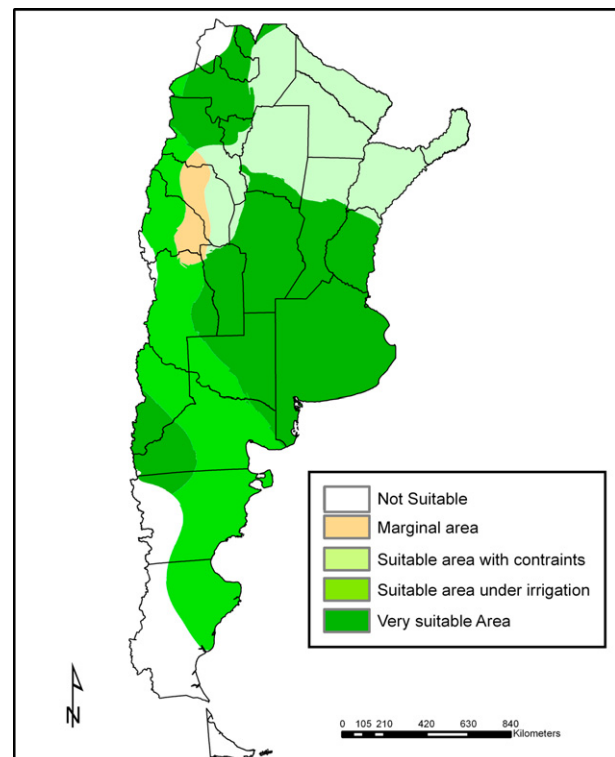 Not Suitable
Marginal area
Suitable area with contraints
Suitable area under irrigation
Very suitable Area
N
0 105 210 420 630 840
Kilometers